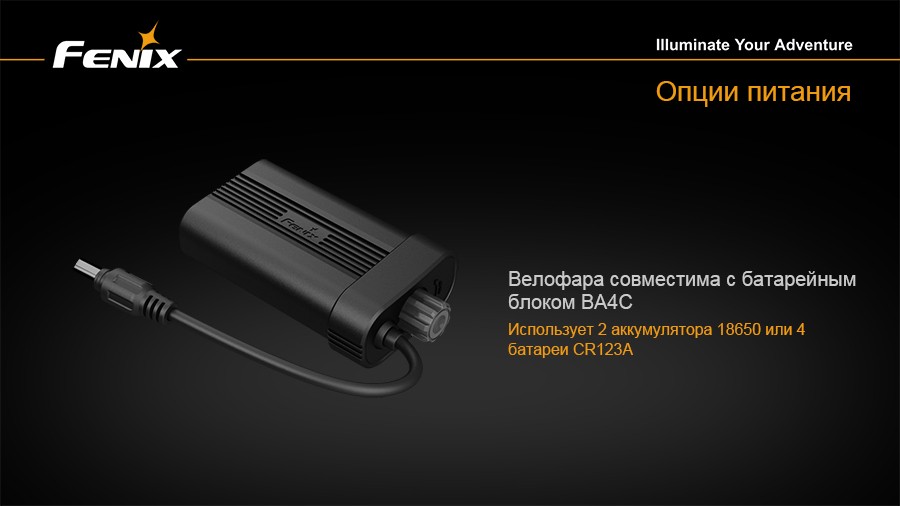 FENIX
Illuminate Your Adventure
Опции питания
FENIX
Велофара совместима с батарейным
блоком BA4C
Использует 2 аккумулятора 18650 или 4
батареи CR123A